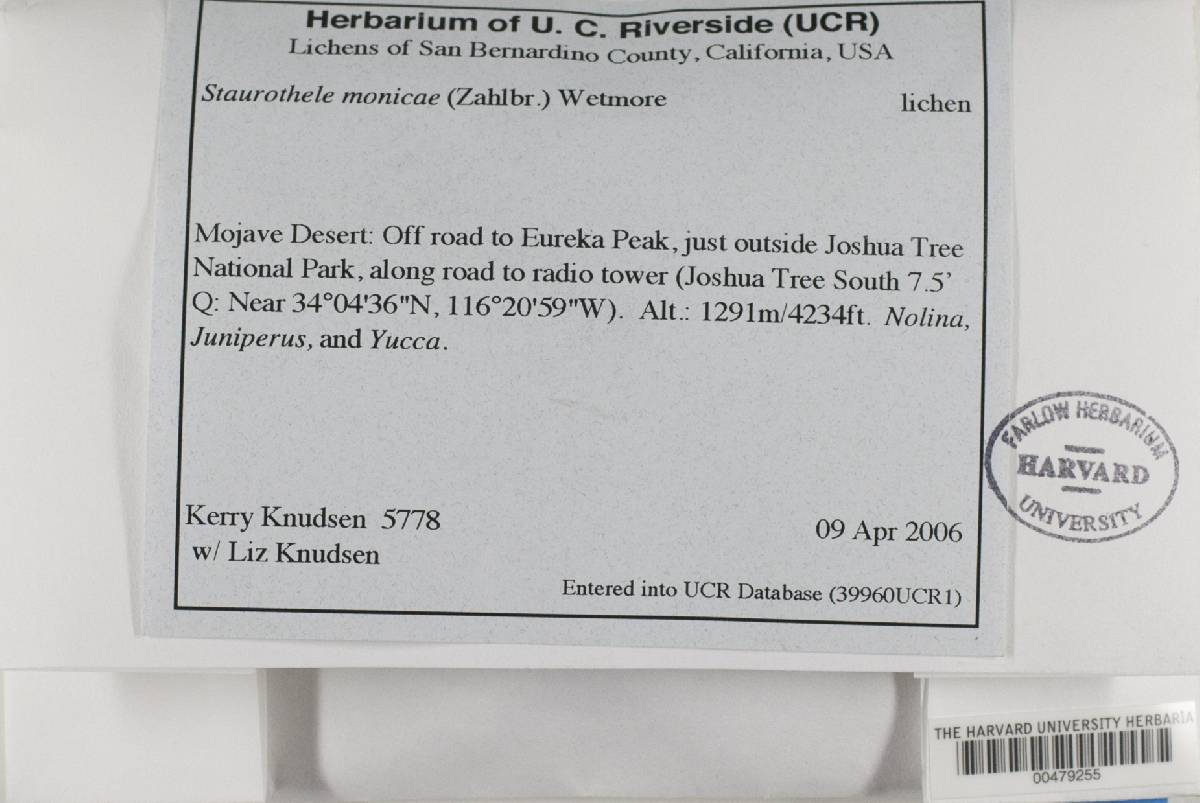 Herbarium of U. C. Riverside (UCR)
Lichens of San Bernardino County, California, USA
Staurothele monicae (Zahlbr.) Wetmore lichen
Mojave Desert: Off road to Eureka Peak, just outside Joshua Tree
National Park, along road to radio tower (Joshua Tree South 7.5'
Q: Near 34°04'36"N, 116°20'59"W). Alt.: 1291m/4234ft. Nolina,
Juniperus, and Yucca.
Kerry Knudsen 5778 09 Apr 2006
w/ Liz Knudsen
Entered into UCR Database (39960UCR1)
FARLOW HERBARIUM
HARVARD
UNIVERSITY
THE HARVARD UNIVERSITY HERBARIA
00479255